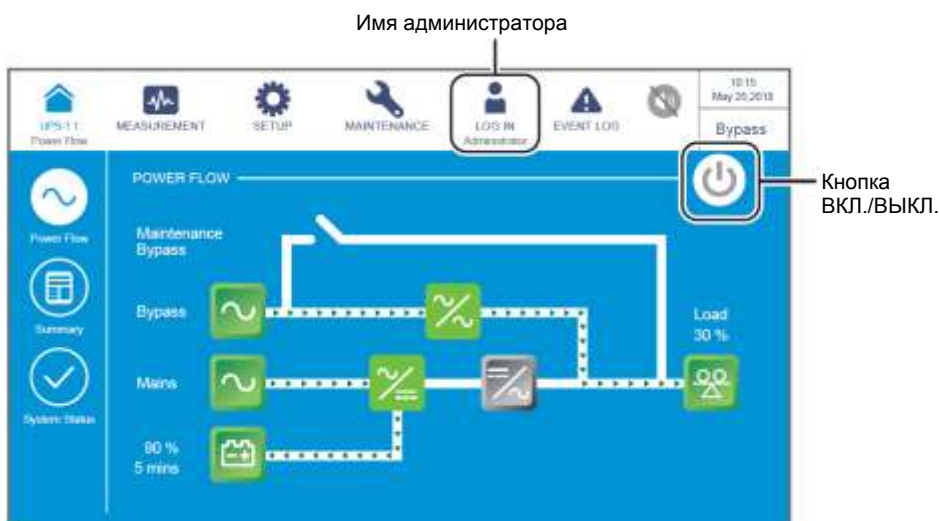 Имя администратора
10:15
May 20,2018
UPS-1.1
Power Flow
MEASUREMENT
SETUP
MAINTENANCE
LOG IN
Administrator
EVENT LOG
Bypass
POWER FLOW
Кнопка
ВКЛ./ВЫКЛ.
Power Flow
Maintenance
Bypass
Summary
Bypass
Load
30 %
Mains
System Status
90 %
5 mins